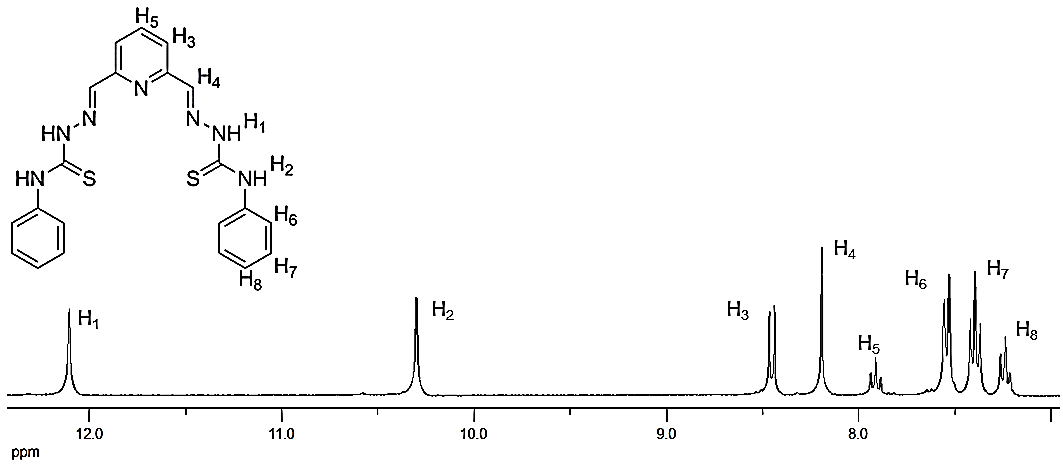 H5
H3
H4
N
N
N
HN
NH
H1
H2
HN
S
S
NH
H6
H7
H8
H1
H2
H3
H4
H5
H6
H7
H8
12.0
11.0
10.0
9.0
8.0
ppm